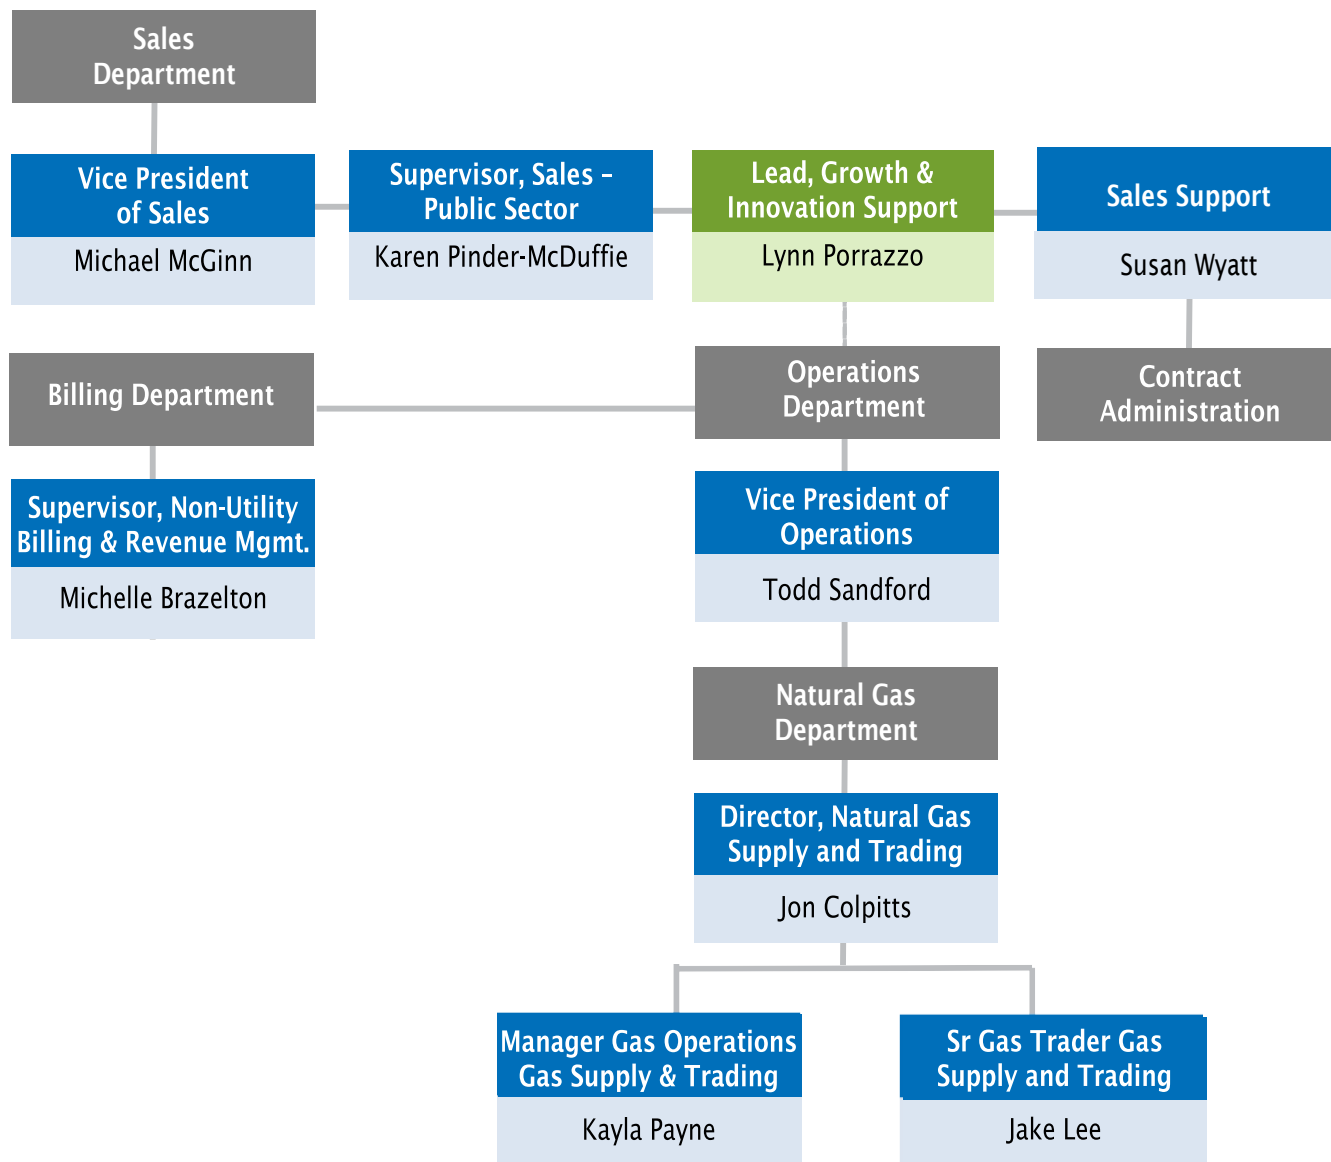 Sales
Department
Vice President
of Sales
Michael McGinn
Supervisor, Sales –
Public Sector
Karen Pinder-McDuffie
Lead, Growth &
Innovation Support
Lynn Porrazzo
Sales Support
Susan Wyatt
Billing Department
Operations
Department
Contract
Administration
Supervisor, Non-Utility
Billing & Revenue Mgmt.
Michelle Brazelton
Vice President of
Operations
Todd Sandford
Natural Gas
Department
Director, Natural Gas
Supply and Trading
Jon Colpitts
Manager Gas Operations
Gas Supply & Trading
Kayla Payne
Sr Gas Trader Gas
Supply and Trading
Jake Lee